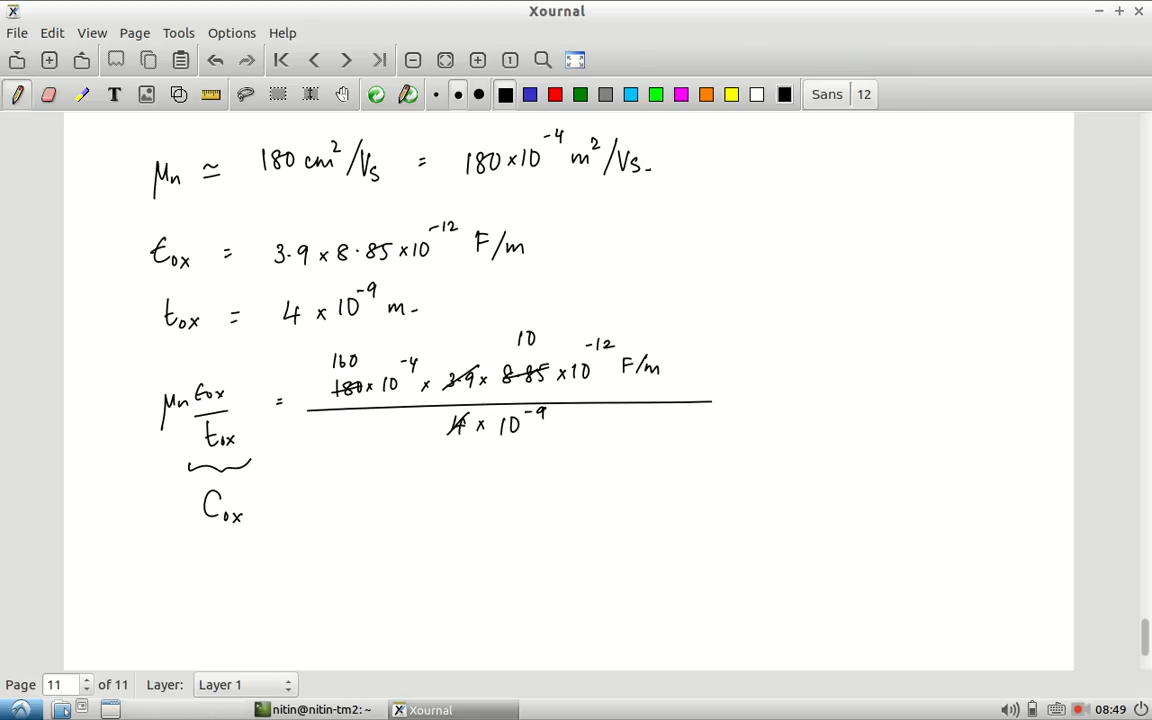 Xournal
File Edit View Page Tools Options Help
Sans 12
μn ≃ 180 cm²/Vs = 180×10⁻⁴ m²/Vs.
ϵox = 3.9 × 8.85 ×10⁻¹² F/m
tox = 4 × 10⁻⁹ m.
160 10
μn ϵox/tox = 180 × 10⁻⁴ × 3.9 × 8.85 ×10⁻¹² F/m
4 × 10⁻⁹
Cox
Page 11 of 11 Layer: Layer 1
nitin@nitin-tm2: ~ Xournal 08:49